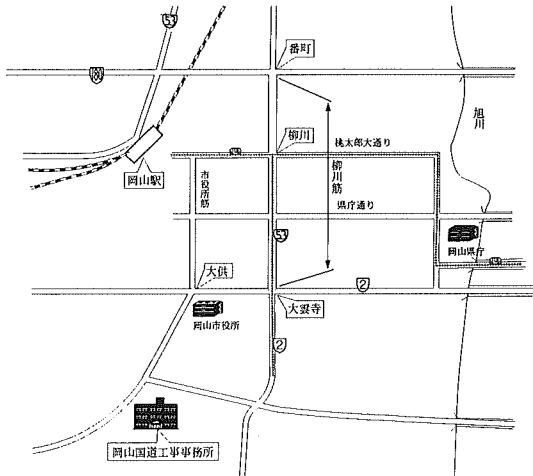 53
番町
180
旭川
柳川
桃太郎大通り
岡山駅
市役所筋
柳川筋
県庁通り
53
岡山県庁
大供
2
岡山市役所
大雲寺
2
岡山国道工事事務所